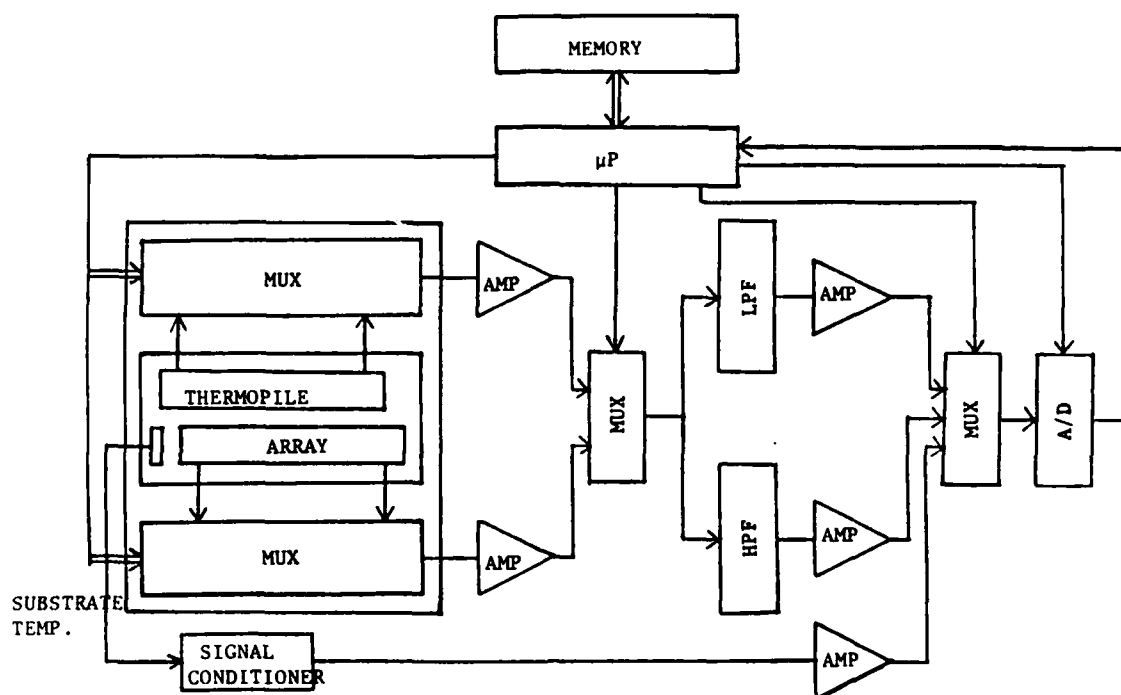 MEMORY
µP
MUX
AMP
LPF
AMP
THERMOPILE
MUX
MUX
A/D
ARRAY
MUX
AMP
HPF
AMP
SUBSTRATE
TEMP.
SIGNAL
CONDITIONER
AMP